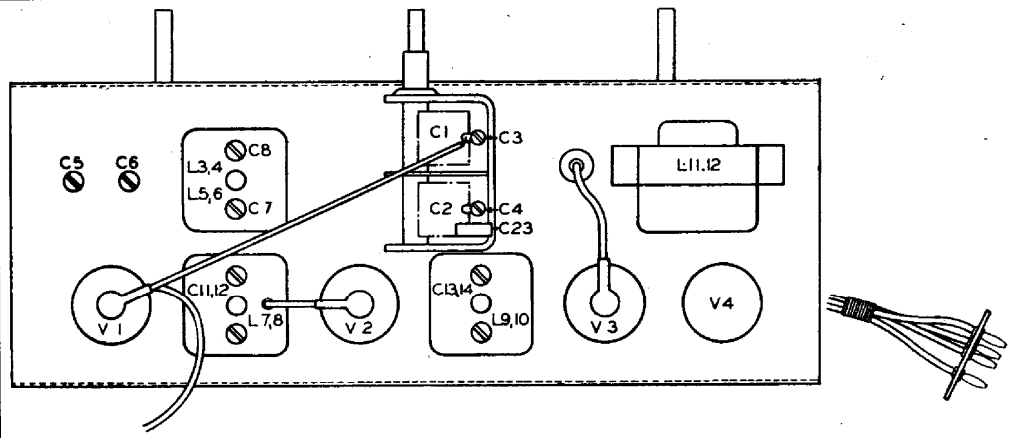 C5
C6
L3,4
L5,6
C8
C7
C1
C3
C2
C4
C23
L11,12
V1
C11,12
L7,8
V2
C13,14
L9,10
V3
V4